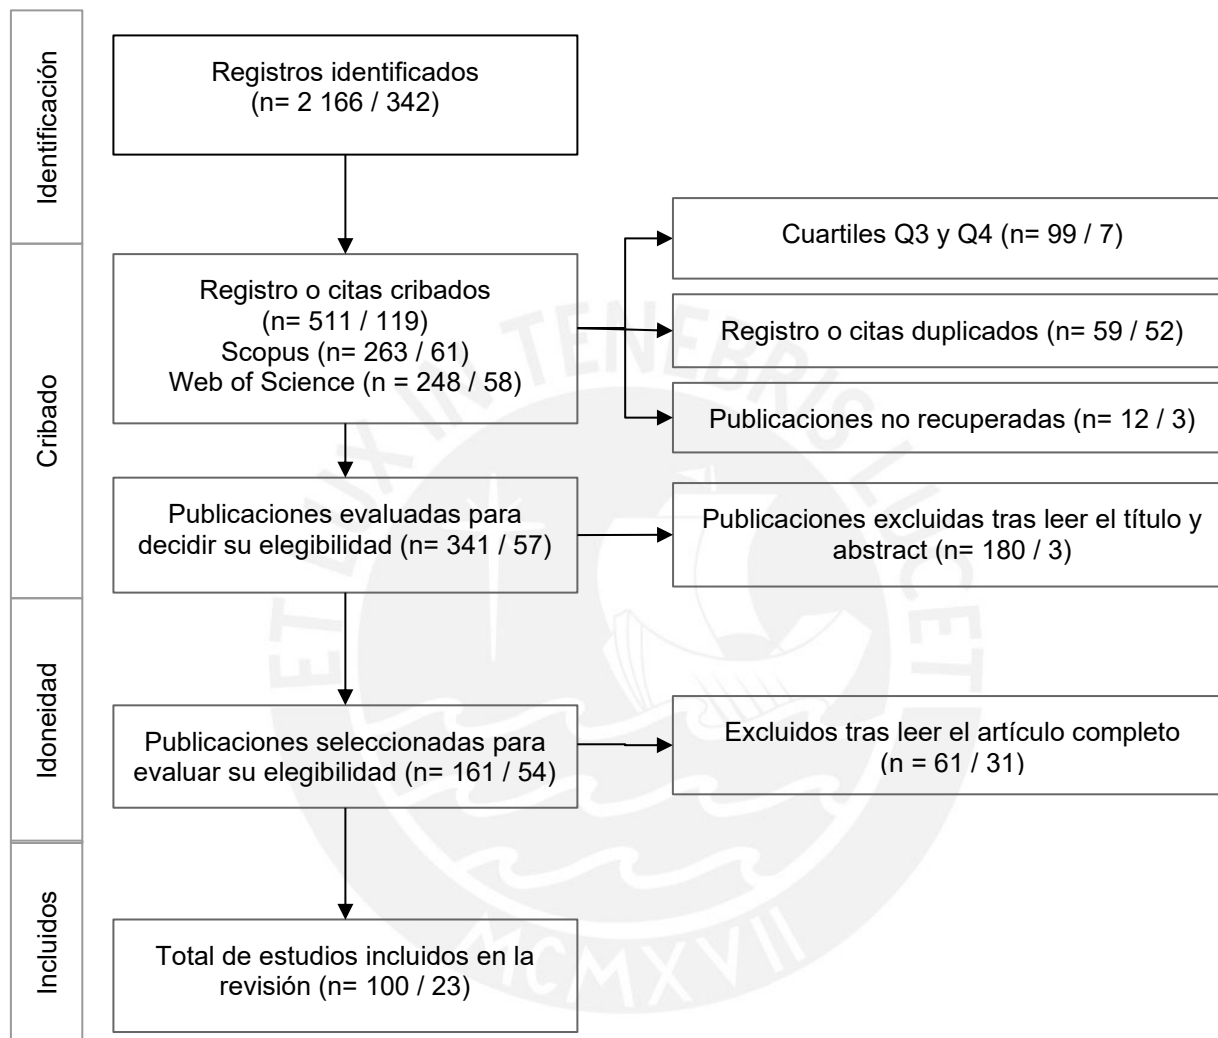 Identificación
Registros identificados
(n= 2 166 / 342)
Cribado
Registro o citas cribados
(n= 511 / 119)
Scopus (n= 263 / 61)
Web of Science (n = 248 / 58)
Cuartiles Q3 y Q4 (n= 99 / 7)
Registro o citas duplicados (n= 59 / 52)
Publicaciones no recuperadas (n= 12 / 3)
Publicaciones evaluadas para
decidir su elegibilidad (n= 341 / 57)
Publicaciones excluidas tras leer el título y
abstract (n= 180 / 3)
Idoneidad
Publicaciones seleccionadas para
evaluar su elegibilidad (n= 161 / 54)
Excluidos tras leer el artículo completo
(n = 61 / 31)
Incluidos
Total de estudios incluidos en la
revisión (n= 100 / 23)
ET LUX IN TENEBRIS LUCET
MCMXVII